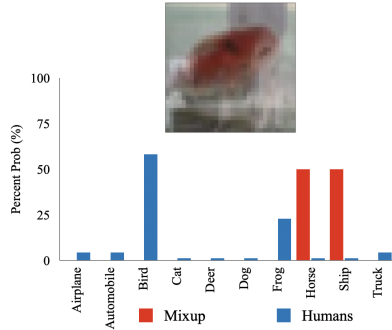 100
75
50
25
0
Percent Prob (%)
Airplane
Automobile
Bird
Cat
Deer
Dog
Frog
Horse
Ship
Truck
Mixup
Humans